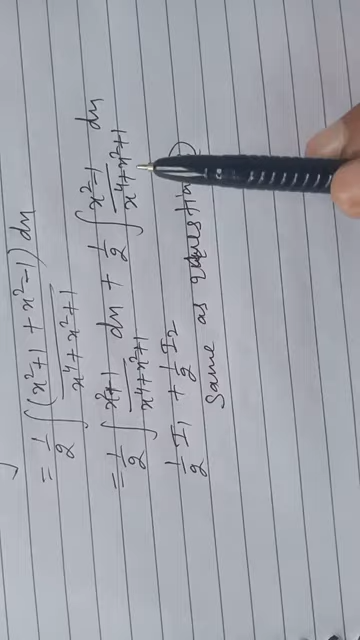 = 1/2 ∫ (x²+1 + x²-1) dx / x⁴+x²+1
= 1/2 ∫ x²+1 / x⁴+x²+1 dx + 1/2 ∫ x²-1 / x⁴+x²+1 dx
1/2 I₁ + 1/2 I₂
Same as